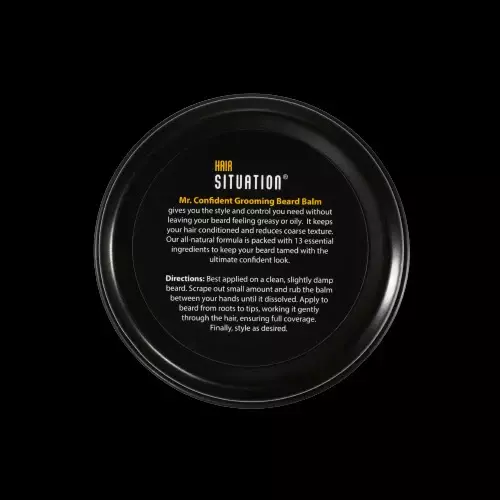 HAIR
SITUATION®
Mr. Confident Grooming Beard Balm
gives you the style and control you need without
leaving your beard feeling greasy or oily. It keeps
your hair conditioned and reduces coarse texture.
Our all-natural formula is packed with 13 essential
ingredients to keep your beard tamed with the
ultimate confident look.
Directions: Best applied on a clean, slightly damp
beard. Scrape out small amount and rub the balm
between your hands until it dissolved. Apply to
beard from roots to tips, working it gently
through the hair, ensuring full coverage.
Finally, style as desired.